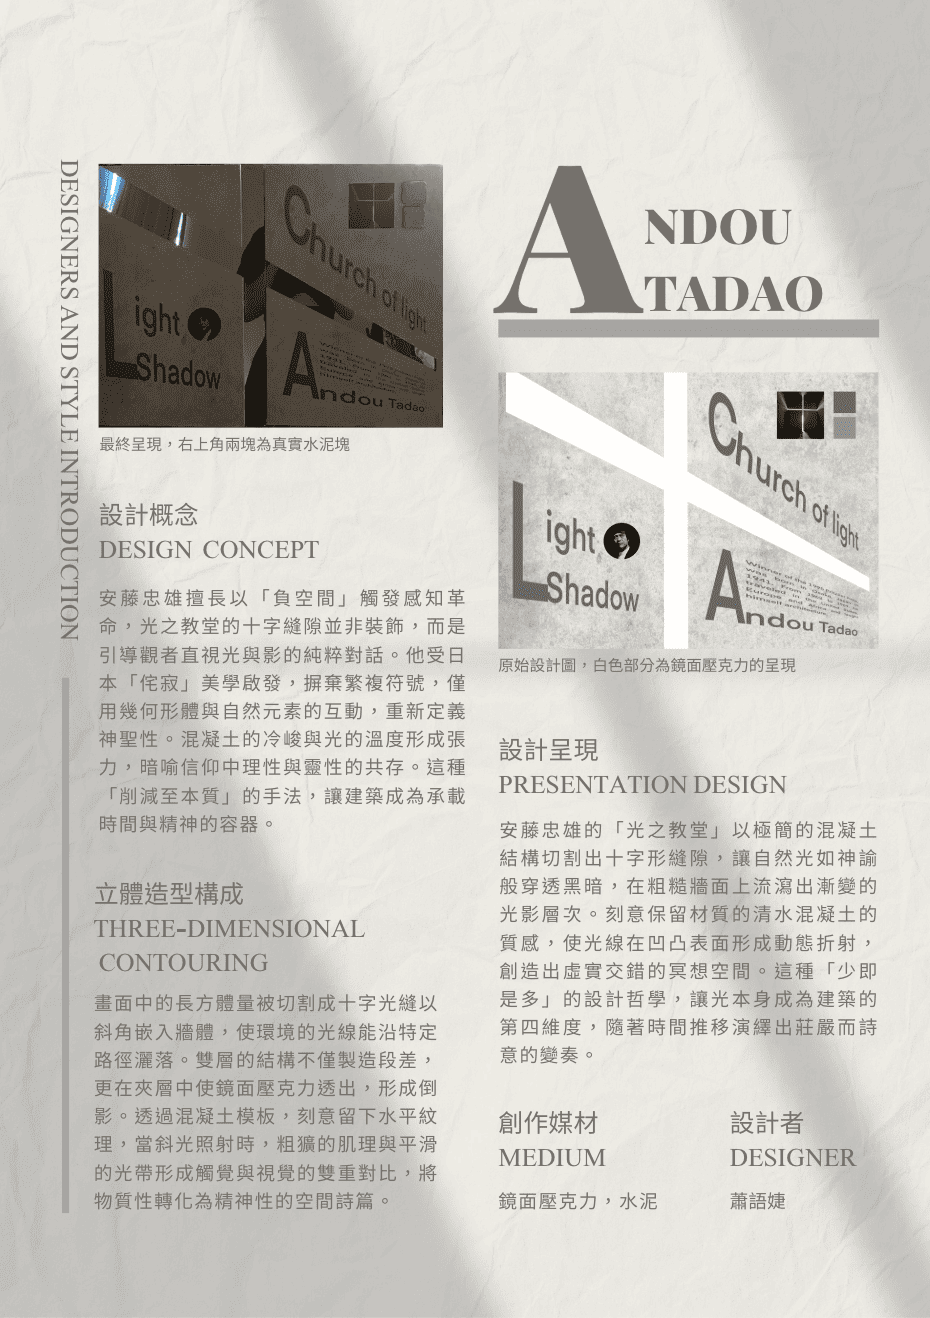 DESIGNERS AND STYLE INTRODUCTION
Church of light
Light
Shadow
Andou Tadao
最終呈現，右上角兩塊為真實水泥塊
設計概念
DESIGN CONCEPT
安藤忠雄擅長以「負空間」觸發感知革
命，光之教堂的十字縫隙並非裝飾，而是
引導觀者直視光與影的純粹對話。他受日
本「侘寂」美學啟發，摒棄繁複符號，僅
用幾何形體與自然元素的互動，重新定義
神聖性。混凝土的冷峻與光的溫度形成張
力，暗喻信仰中理性與靈性的共存。這種
「削減至本質」的手法，讓建築成為承載
時間與精神的容器。
立體造型構成
THREE-DIMENSIONAL
CONTOURING
畫面中的長方體量被切割成十字光縫以
斜角嵌入牆體，使環境的光線能沿特定
路徑灑落。雙層的結構不僅製造段差，
更在夾層中使鏡面壓克力透出，形成倒
影。透過混凝土模板，刻意留下水平紋
理，當斜光照射時，粗獷的肌理與平滑
的光帶形成觸覺與視覺的雙重對比，將
物質性轉化為精神性的空間詩篇。
ANDOU
TADAO
Church of light
Light
Shadow
Winner of the
was born in
1941. From
traveled in the
Europe and
himself architecture.
Andou Tadao
原始設計圖，白色部分為鏡面壓克力的呈現
設計呈現
PRESENTATION DESIGN
安藤忠雄的「光之教堂」以極簡的混凝土
結構切割出十字形縫隙，讓自然光如神諭
般穿透黑暗，在粗糙牆面上流瀉出漸變的
光影層次。刻意保留材質的清水混凝土的
質感，使光線在凹凸表面形成動態折射，
創造出虛實交錯的冥想空間。這種「少即
是多」的設計哲學，讓光本身成為建築的
第四維度，隨著時間推移演繹出莊嚴而詩
意的變奏。
創作媒材
MEDIUM
鏡面壓克力，水泥
設計者
DESIGNER
蕭語婕